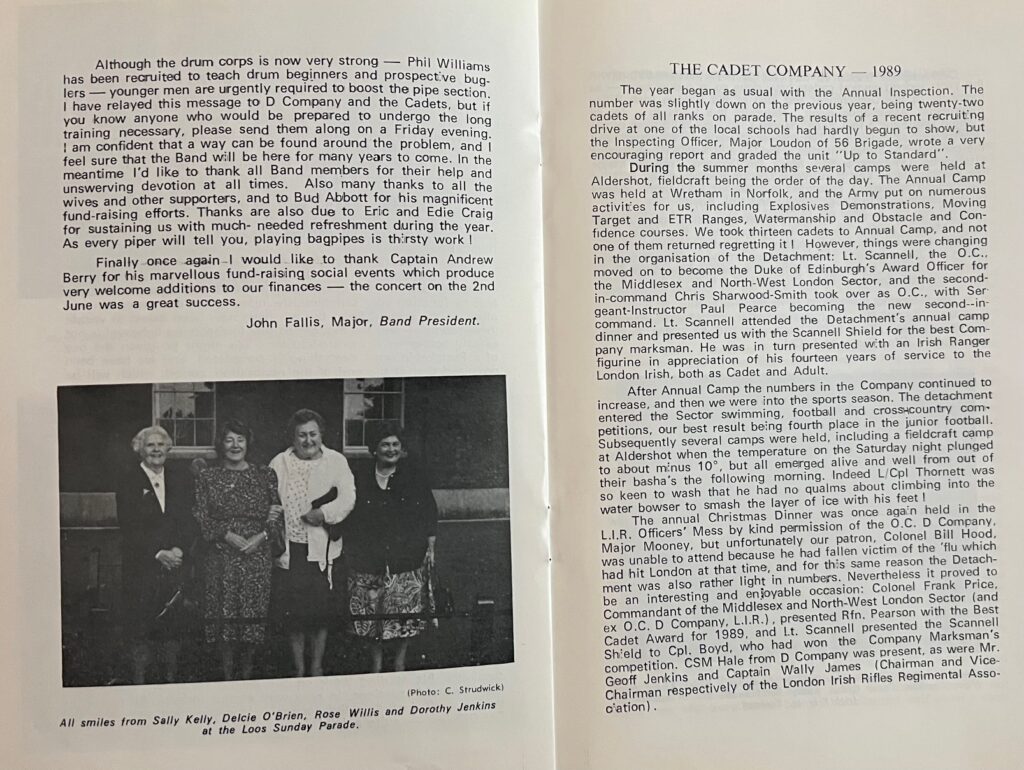 Although the drum corps is now very strong — Phil Williams
has been recruited to teach drum beginners and prospective bug-
lers — younger men are urgently required to boost the pipe section.
I have relayed this message to D Company and the Cadets, but if
you know anyone who would be prepared to undergo the long
training necessary, please send them along on a Friday evening.
I am confident that a way can be found around the problem, and I
feel sure that the Band will be here for many years to come. In the
meantime I'd like to thank all Band members for their help and
unswerving devotion at all times. Also many thanks to all the
wives and other supporters, and to Bud Abbott for his magnificent
fund-raising efforts. Thanks are also due to Eric and Edie Craig
for sustaining us with much- needed refreshment during the year.
As every piper will tell you, playing bagpipes is thirsty work !
Finally once again I would like to thank Captain Andrew
Berry for his marvellous fund-raising social events which produce
very welcome additions to our finances — the concert on the 2nd
June was a great success.
John Fallis, Major, Band President.
(Photo: C. Strudwick)
All smiles from Sally Kelly, Delcie O'Brien, Rose Willis and Dorothy Jenkins
at the Loos Sunday Parade.
THE CADET COMPANY — 1989
The year began as usual with the Annual Inspection. The
number was slightly down on the previous year, being twenty-two
cadets of all ranks on parade. The results of a recent recruiting
drive at one of the local schools had hardly begun to show, but
the Inspecting Officer, Major Loudon of 56 Brigade, wrote a very
encouraging report and graded the unit "Up to Standard".
During the summer months several camps were held at
Aldershot, fieldcraft being the order of the day. The Annual Camp
was held at Wretham in Norfolk, and the Army put on numerous
activities for us, including Explosives Demonstrations, Moving
Target and ETR Ranges, Watermanship and Obstacle and Con-
fidence courses. We took thirteen cadets to Annual Camp, and not
one of them returned regretting it ! However, things were changing
in the organisation of the Detachment: Lt. Scannell, the O.C.,
moved on to become the Duke of Edinburgh's Award Officer for
the Middlesex and North-West London Sector, and the second-
in-command Chris Sharwood-Smith took over as O.C., with Ser-
geant-Instructor Paul Pearce becoming the new second--in-
command. Lt. Scannell attended the Detachment's annual camp
dinner and presented us with the Scannell Shield for the best Com-
pany marksman. He was in turn presented with an Irish Ranger
figurine in appreciation of his fourteen years of service to the
London Irish, both as Cadet and Adult.
After Annual Camp the numbers in the Company continued to
increase, and then we were into the sports season. The detachment
entered the Sector swimming, football and cross-country com-
petitions, our best result being fourth place in the junior football.
Subsequently several camps were held, including a fieldcraft camp
at Aldershot when the temperature on the Saturday night plunged
to about minus 10°, but all emerged alive and well from out of
their basha's the following morning. Indeed L/Cpl Thornett was
so keen to wash that he had no qualms about climbing into the
water bowser to smash the layer of ice with his feet !
The annual Christmas Dinner was once again held in the
L.I.R. Officers' Mess by kind permission of the O.C. D Company,
Major Mooney, but unfortunately our patron, Colonel Bill Hood,
was unable to attend because he had fallen victim of the 'flu which
had hit London at that time, and for this same reason the Detach-
ment was also rather light in numbers. Nevertheless it proved to
be an interesting and enjoyable occasion: Colonel Frank Price,
Commandant of the Middlesex and North-West London Sector (and
ex O.C. D Company, L.I.R.), presented Rfn. Pearson with the Best
Cadet Award for 1989, and Lt. Scannell presented the Scannell
Shield to Cpl. Boyd, who had won the Company Marksman's
competition. CSM Hale from D Company was present, as were Mr.
Geoff Jenkins and Captain Wally James (Chairman and Vice-
Chairman respectively of the London Irish Rifles Regimental Asso-
ciation).